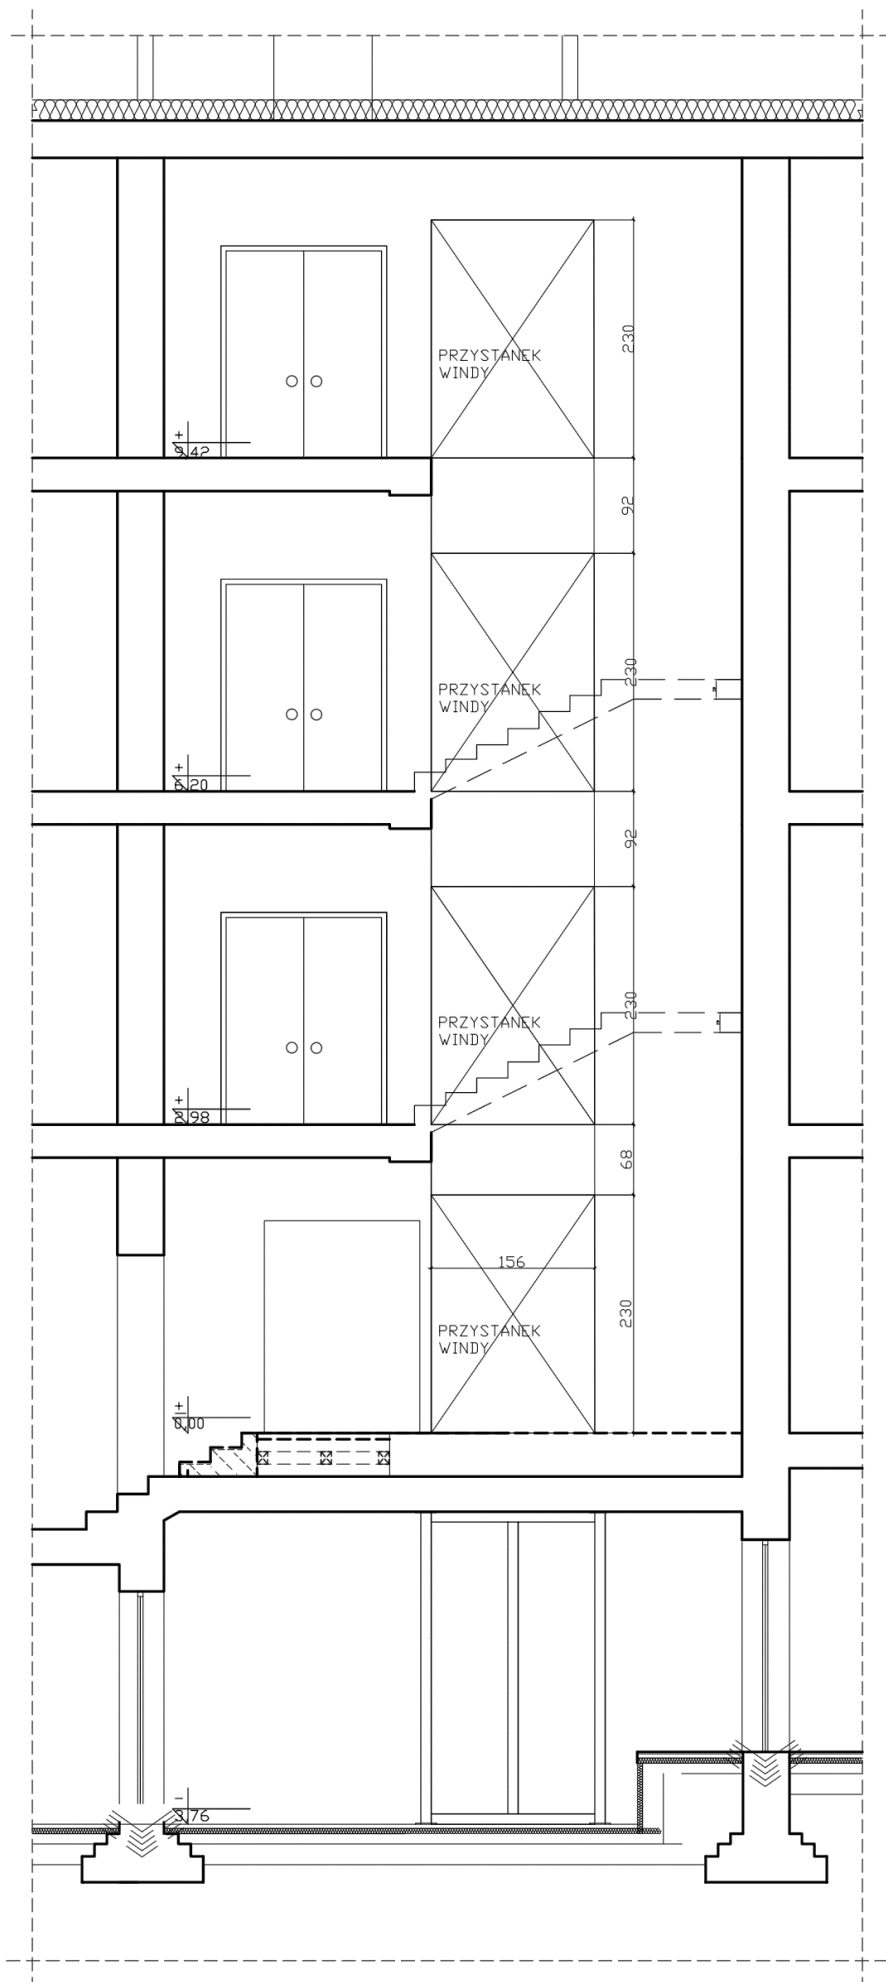 230
PRZYSTANEK
WINDY
+
9,42
92
230
PRZYSTANEK
WINDY
+
6,20
92
230
PRZYSTANEK
WINDY
+
2,98
68
156
230
PRZYSTANEK
WINDY
±
0,00
-
3,76